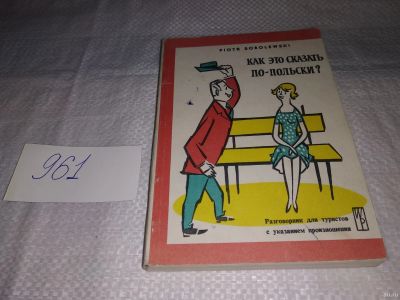 PIOTR SOBOLEWSKI
КАК ЭТО СКАЗАТЬ
ПО-ПОЛЬСКИ?
961
Разговорник для туристов
с указанием произношения